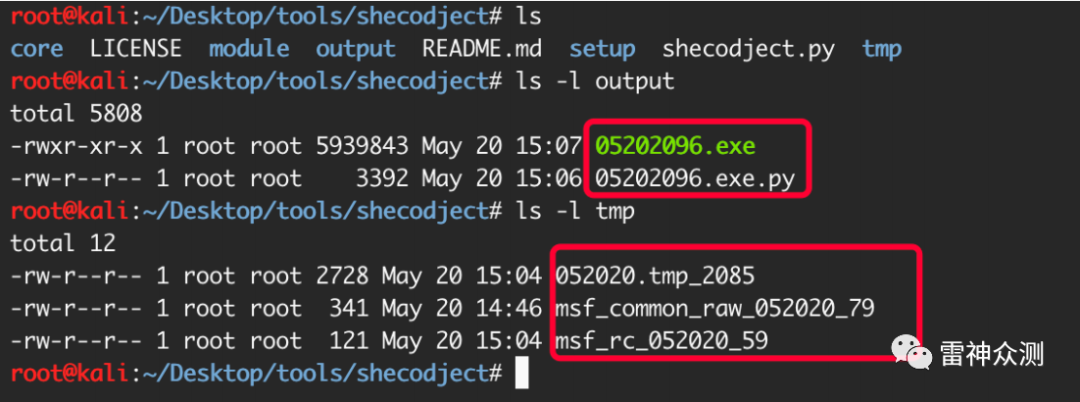 root@kali:~/Desktop/tools/shecodject# ls
core LICENSE module output README.md setup shecodject.py tmp
root@kali:~/Desktop/tools/shecodject# ls -l output
total 5808
-rwxr-xr-x 1 root root 5939843 May 20 15:07 05202096.exe
-rw-r--r-- 1 root root    3392 May 20 15:06 05202096.exe.py
root@kali:~/Desktop/tools/shecodject# ls -l tmp
total 12
-rw-r--r-- 1 root root 2728 May 20 15:04 052020.tmp_2085
-rw-r--r-- 1 root root  341 May 20 14:46 msf_common_raw_052020_79
-rw-r--r-- 1 root root  121 May 20 15:04 msf_rc_052020_59
root@kali:~/Desktop/tools/shecodject#
雷神众测